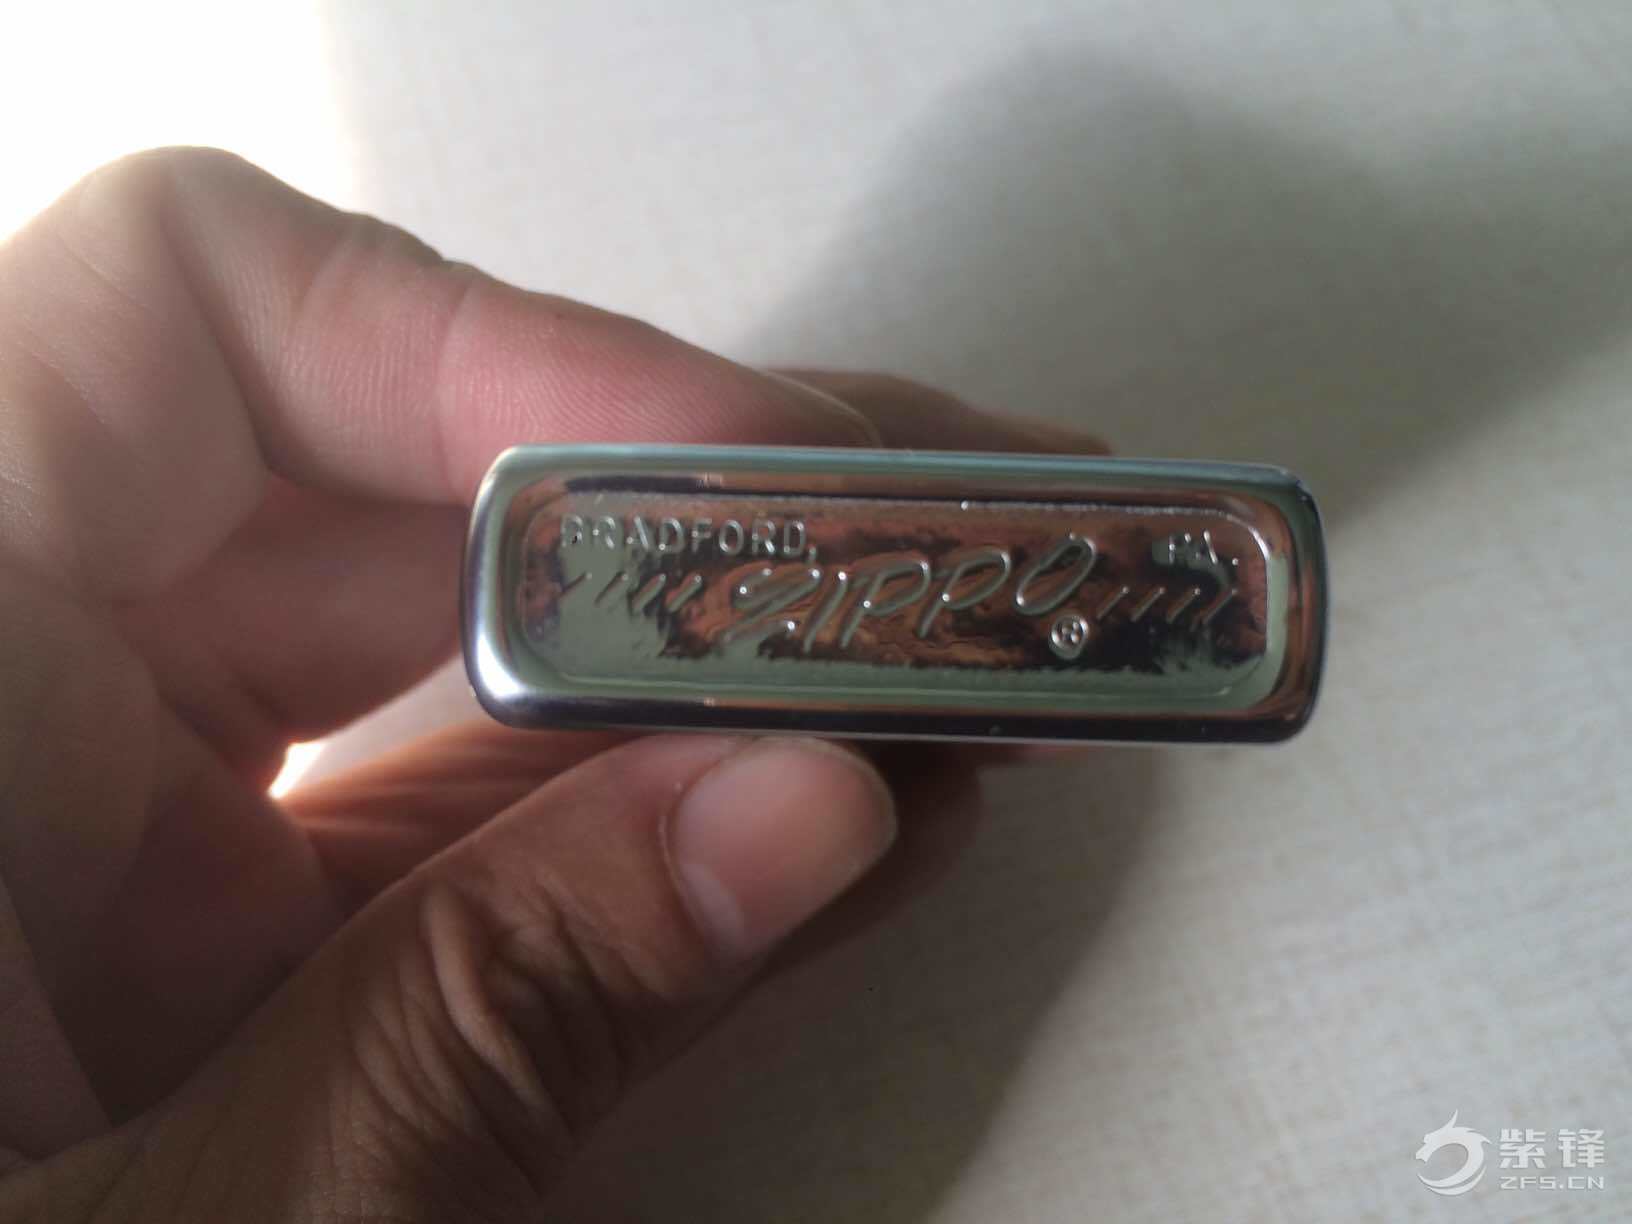 BRADFORD, PA.
///// ZIPPO /////
®
紫锋
ZFS.CN